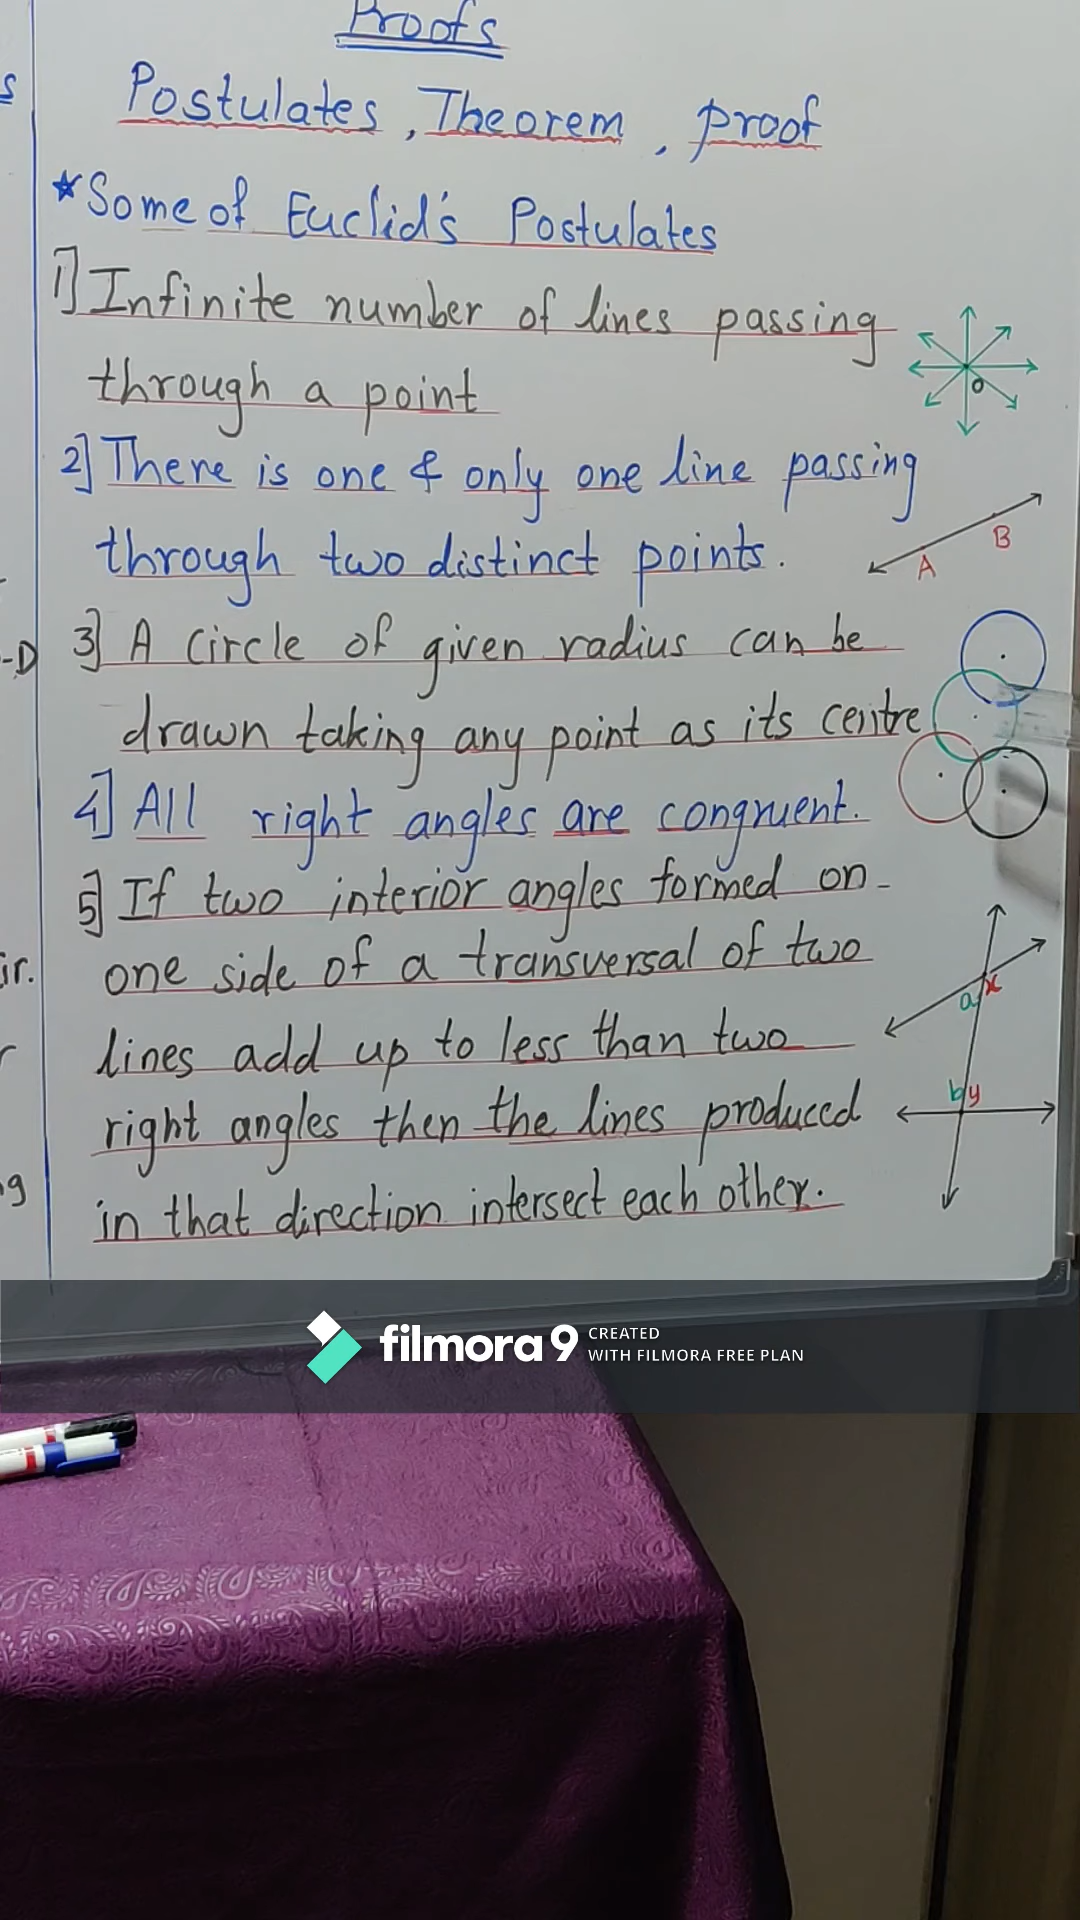 Proofs
Postulates, Theorem, proof
*Some of Euclid's Postulates
1] Infinite number of lines passing
through a point
O
2] There is one & only one line passing
through two distinct points.
A B
3] A circle of given radius can be
drawn taking any point as its centre
4] All right angles are congruent.
5] If two interior angles formed on-
one side of a transversal of two
lines add up to less than two
right angles then the lines produced
in that direction intersect each other.
a x
b y
s
-D
ir.
r
g
filmora9 CREATED
WITH FILMORA FREE PLAN